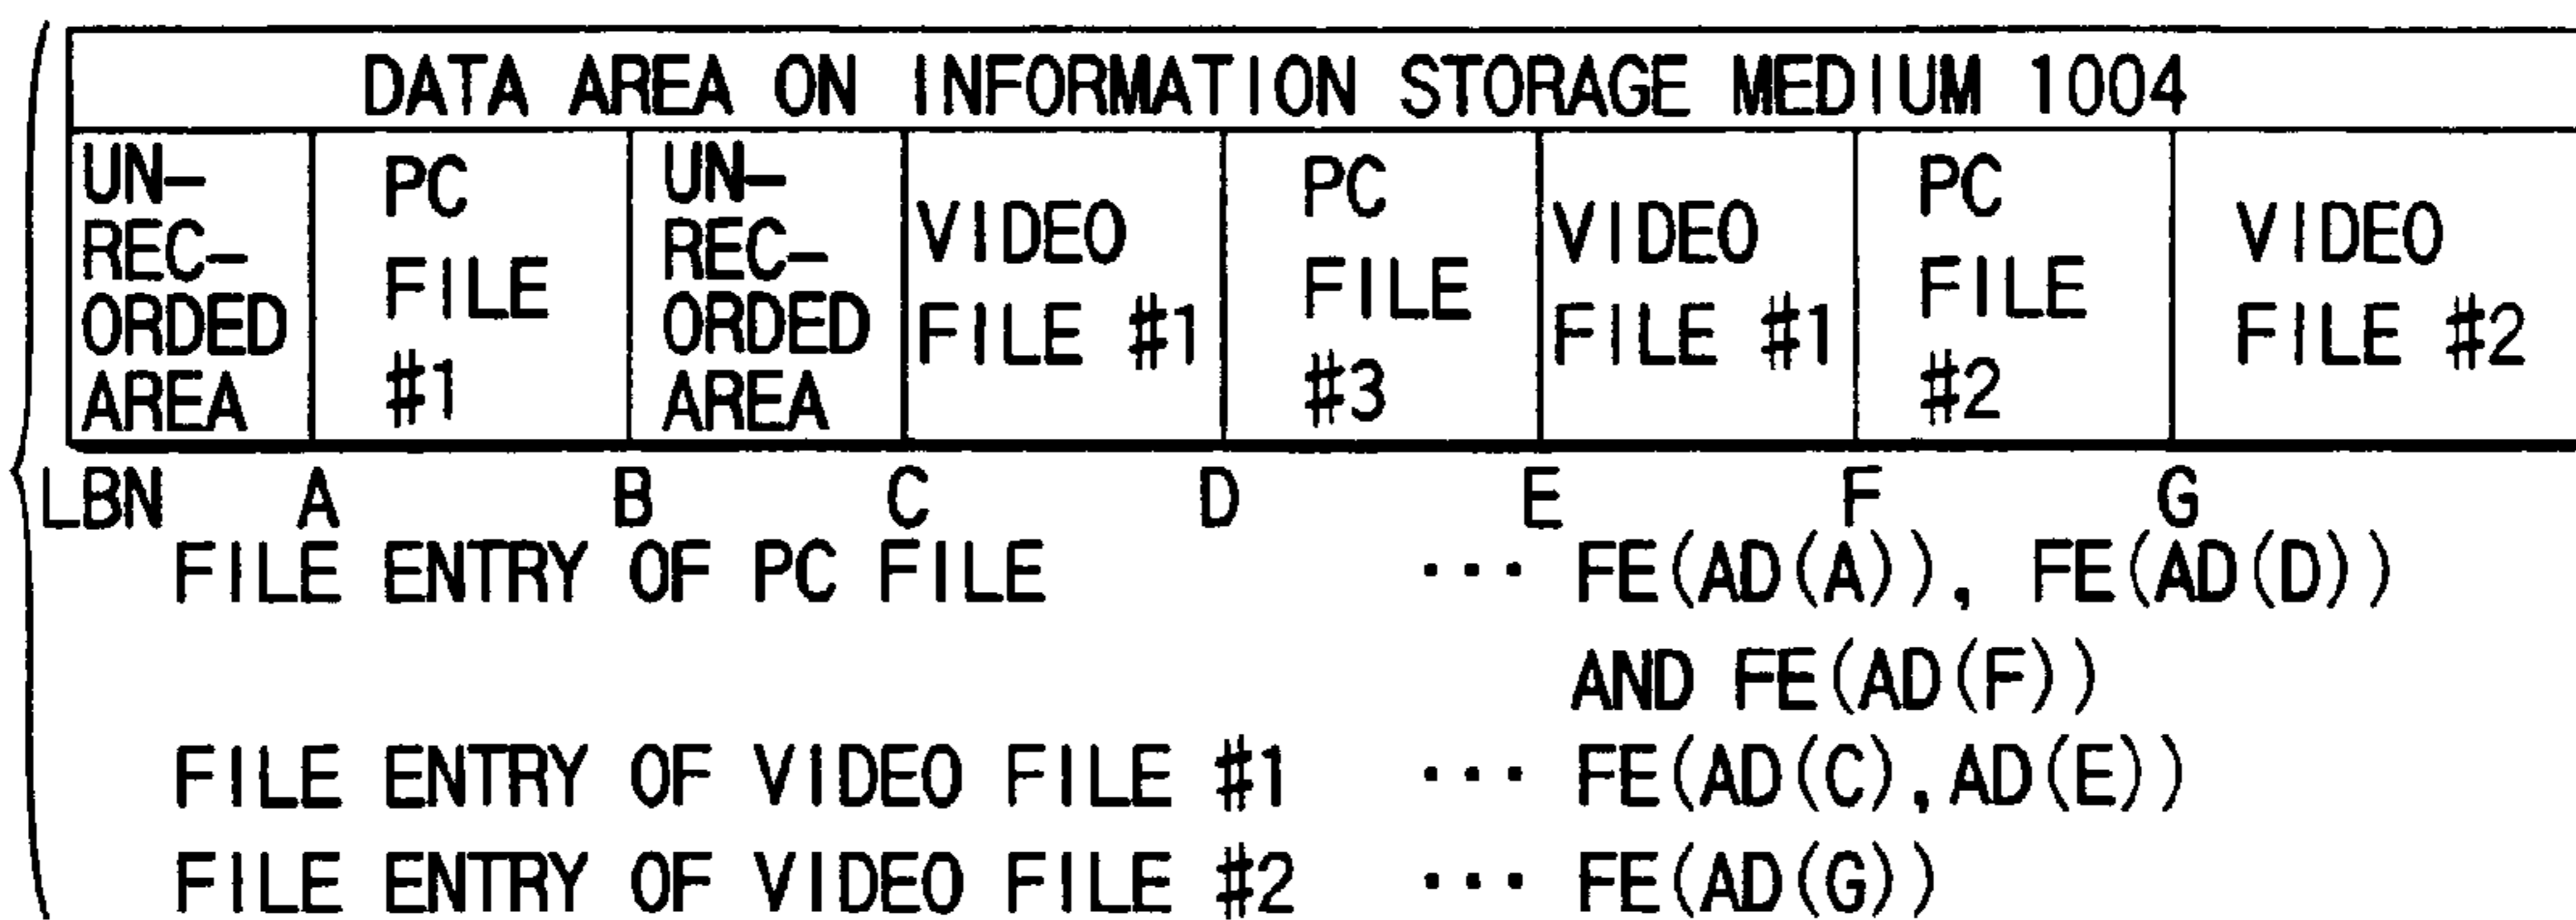 DATA AREA ON INFORMATION STORAGE MEDIUM 1004
UN-
REC-
ORDED
AREA
PC
FILE
#1
UN-
REC-
ORDED
AREA
VIDEO
FILE #1
PC
FILE
#3
VIDEO
FILE #1
PC
FILE
#2
VIDEO
FILE #2
LBN A B C D E F G
FILE ENTRY OF PC FILE ··· FE(AD(A)), FE(AD(D))
AND FE(AD(F))
FILE ENTRY OF VIDEO FILE #1 ··· FE(AD(C),AD(E))
FILE ENTRY OF VIDEO FILE #2 ··· FE(AD(G))